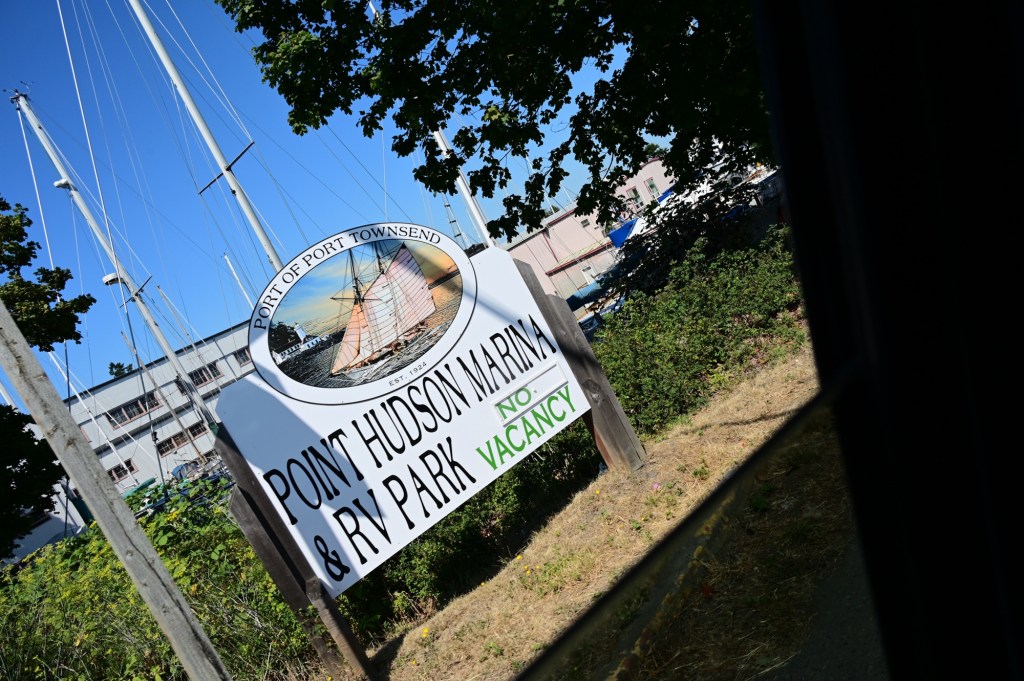 PORT OF PORT TOWNSEND
EST. 1924
POINT HUDSON MARINA
& RV PARK
NO
VACANCY